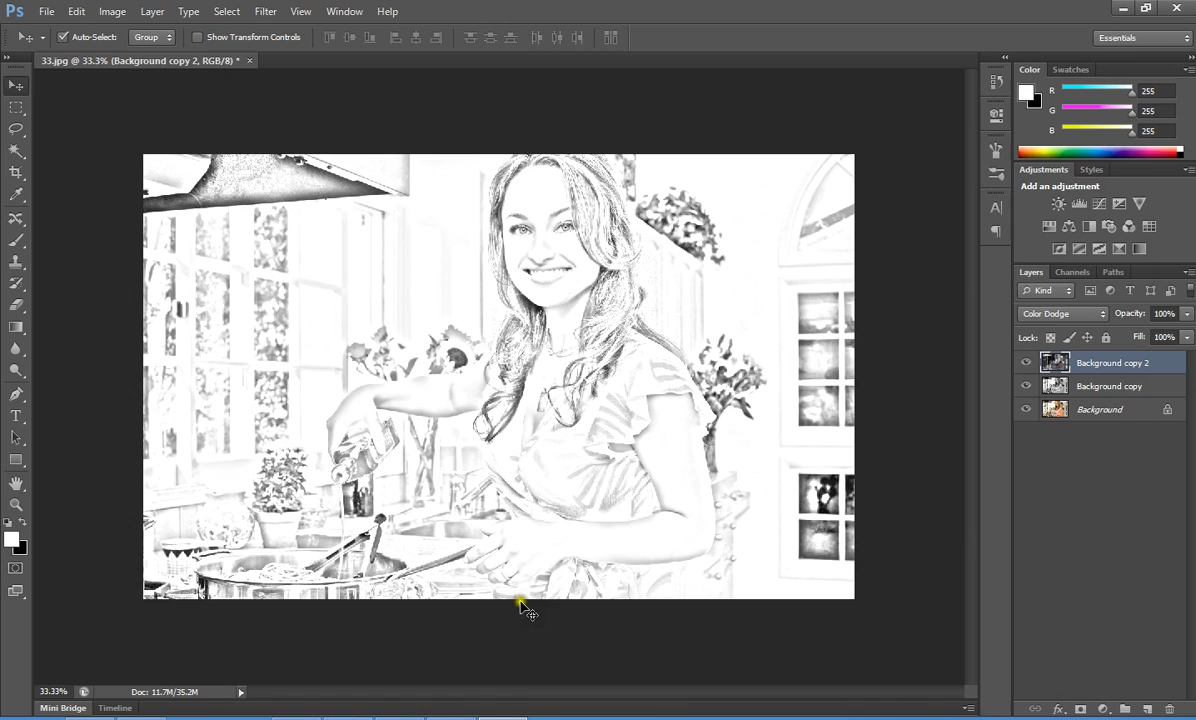 Ps File Edit Image Layer Type Select Filter View Window Help
Auto-Select: Group Show Transform Controls Essentials
33.jpg @ 33.3% (Background copy 2, RGB/8) * ×
Color Swatches
R 255
G 255
B 255
Adjustments Styles
Add an adjustment
Layers Channels Paths
Kind
Color Dodge Opacity: 100%
Lock: Fill: 100%
Background copy 2
Background copy
Background
33.33% Doc: 11.7M/35.2M
Mini Bridge Timeline